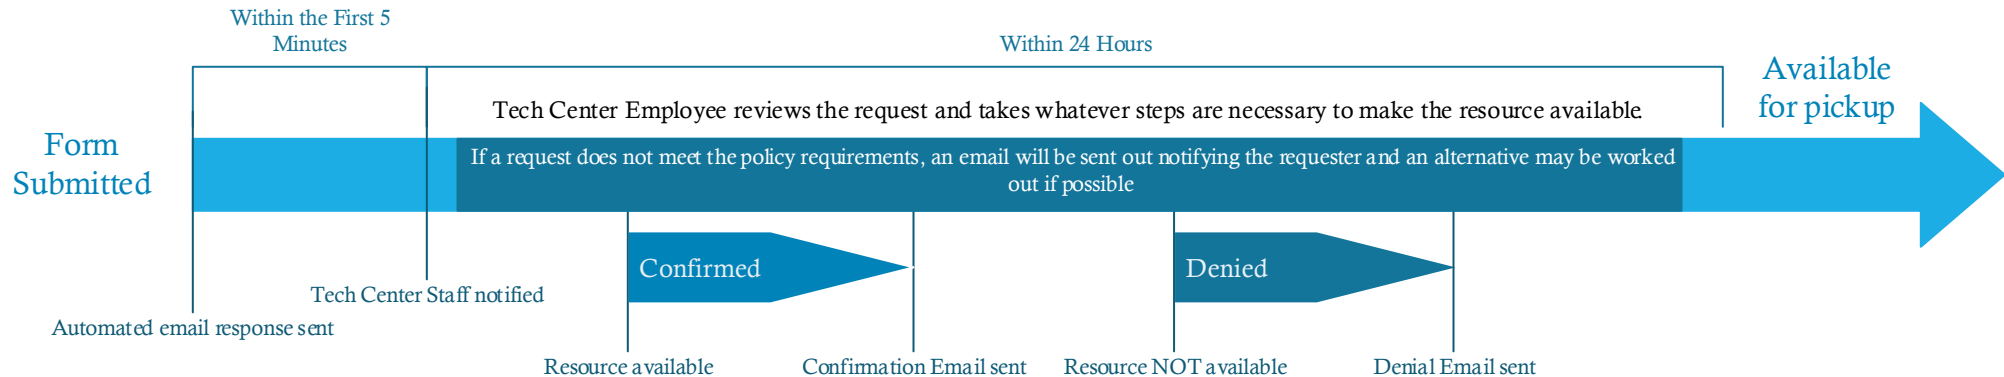 Within the First 5
Minutes
Within 24 Hours
Available
for pickup
Tech Center Employee reviews the request and takes whatever steps are necessary to make the resource available.
Form
Submitted
If a request does not meet the policy requirements, an email will be sent out notifying the requester and an alternative may be worked
out if possible
Confirmed
Denied
Tech Center Staff notified
Automated email response sent
Resource available
Confirmation Email sent
Resource NOT available
Denial Email sent